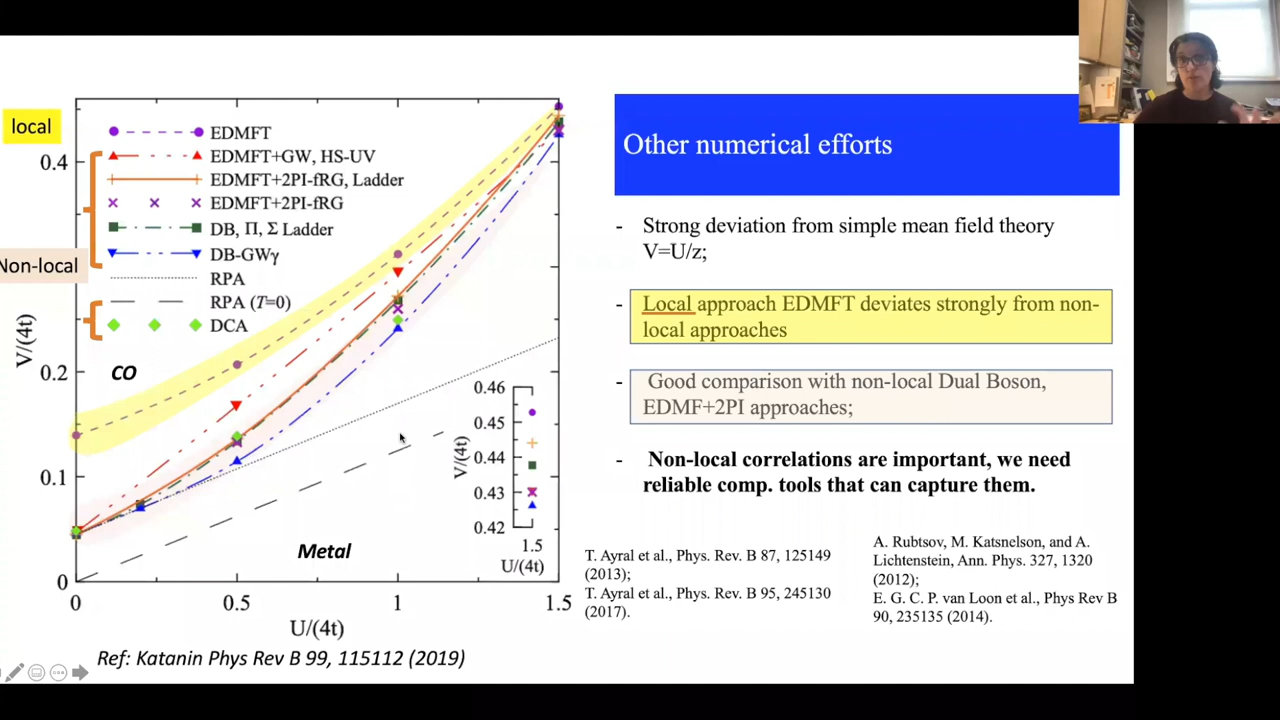 local
Non-local
EDMFT
EDMFT+GW, HS-UV
EDMFT+2PI-fRG, Ladder
EDMFT+2PI-fRG
DB, Π, Σ Ladder
DB-GWγ
RPA
RPA (T=0)
DCA
CO
Metal
V/(4t)
0.4
0.2
0.1
0
0
0.5
1
1.5
U/(4t)
0.46
0.45
0.44
0.43
0.42
V/(4t)
1.5
U/(4t)
Ref: Katanin Phys Rev B 99, 115112 (2019)
Other numerical efforts
- Strong deviation from simple mean field theory
V=U/z;
- Local approach EDMFT deviates strongly from non-
local approaches
- Good comparison with non-local Dual Boson,
EDMF+2PI approaches;
- Non-local correlations are important, we need
reliable comp. tools that can capture them.
T. Ayral et al., Phys. Rev. B 87, 125149
(2013);
T. Ayral et al., Phys. Rev. B 95, 245130
(2017).
A. Rubtsov, M. Katsnelson, and A.
Lichtenstein, Ann. Phys. 327, 1320
(2012);
E. G. C. P. van Loon et al., Phys Rev B
90, 235135 (2014).